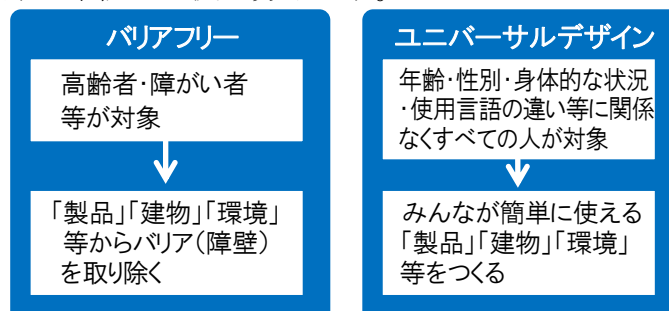 バリアフリー
高齢者・障がい者
等が対象
「製品」「建物」「環境」
等からバリア(障壁)
を取り除く
ユニバーサルデザイン
年齢・性別・身体的な状況
・使用言語の違い等に関係
なくすべての人が対象
みんなが簡単に使える
「製品」「建物」「環境」
等をつくる